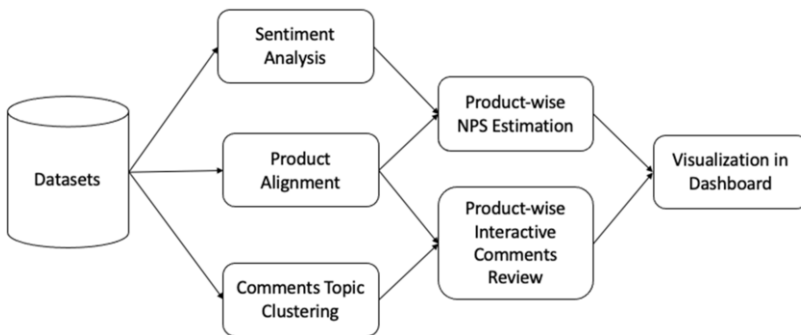 Datasets
Sentiment
Analysis
Product
Alignment
Comments Topic
Clustering
Product-wise
NPS Estimation
Product-wise
Interactive
Comments
Review
Visualization in
Dashboard